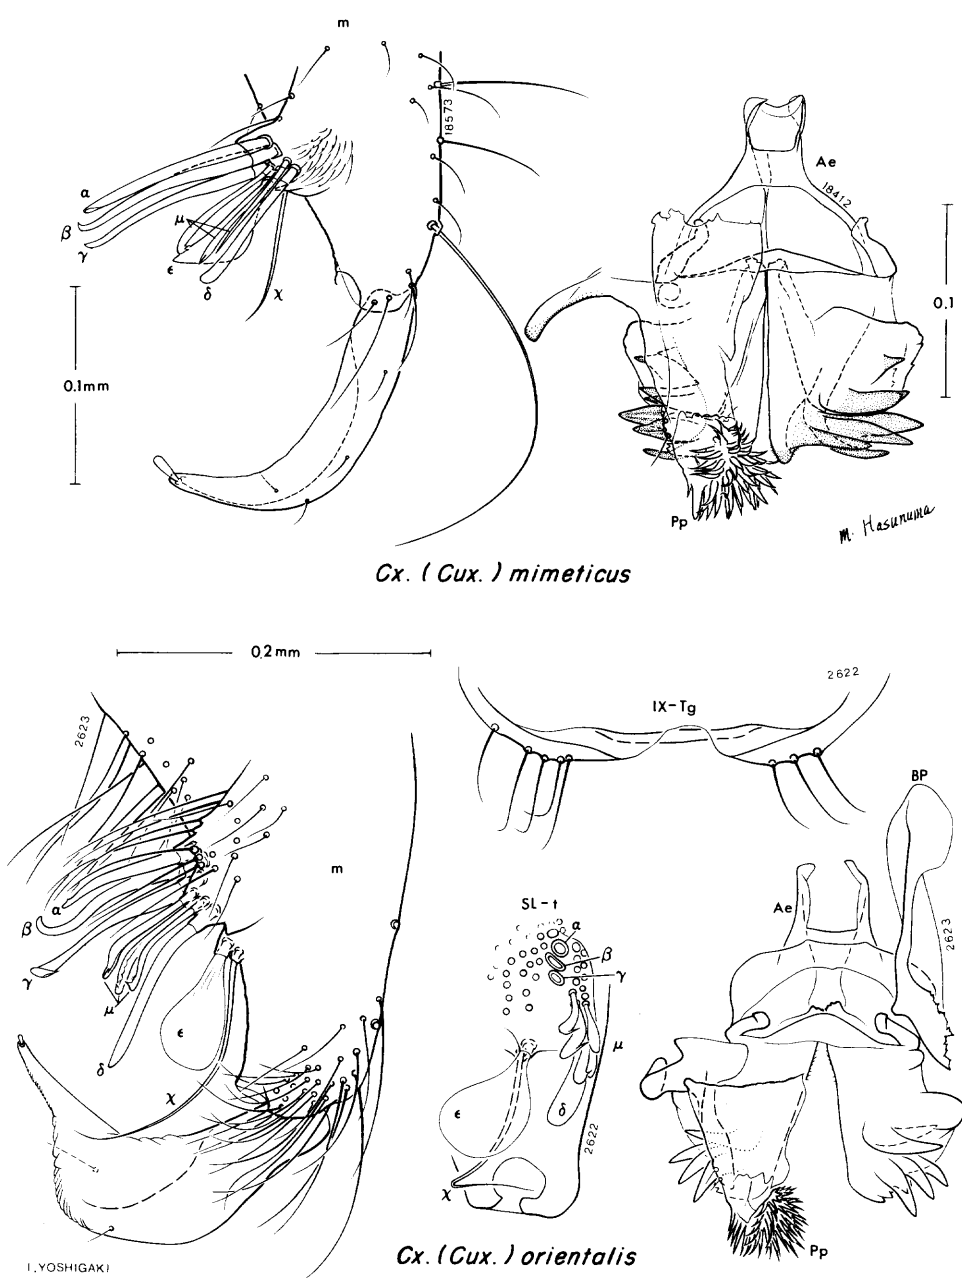 m
18573
Ae
18412
α
β
γ
μ
ε
δ
χ
0.1mm
0.1
Pp
M. Hasunuma
Cx. (Cux.) mimeticus
0.2mm
2622
IX-Tg
2623
BP
m
SL-t
α
β
γ
μ
δ
ε
χ
2622
α
β
γ
μ
ε
δ
χ
Ae
2623
Pp
Cx. (Cux.) orientalis
I. YOSHIGAKI